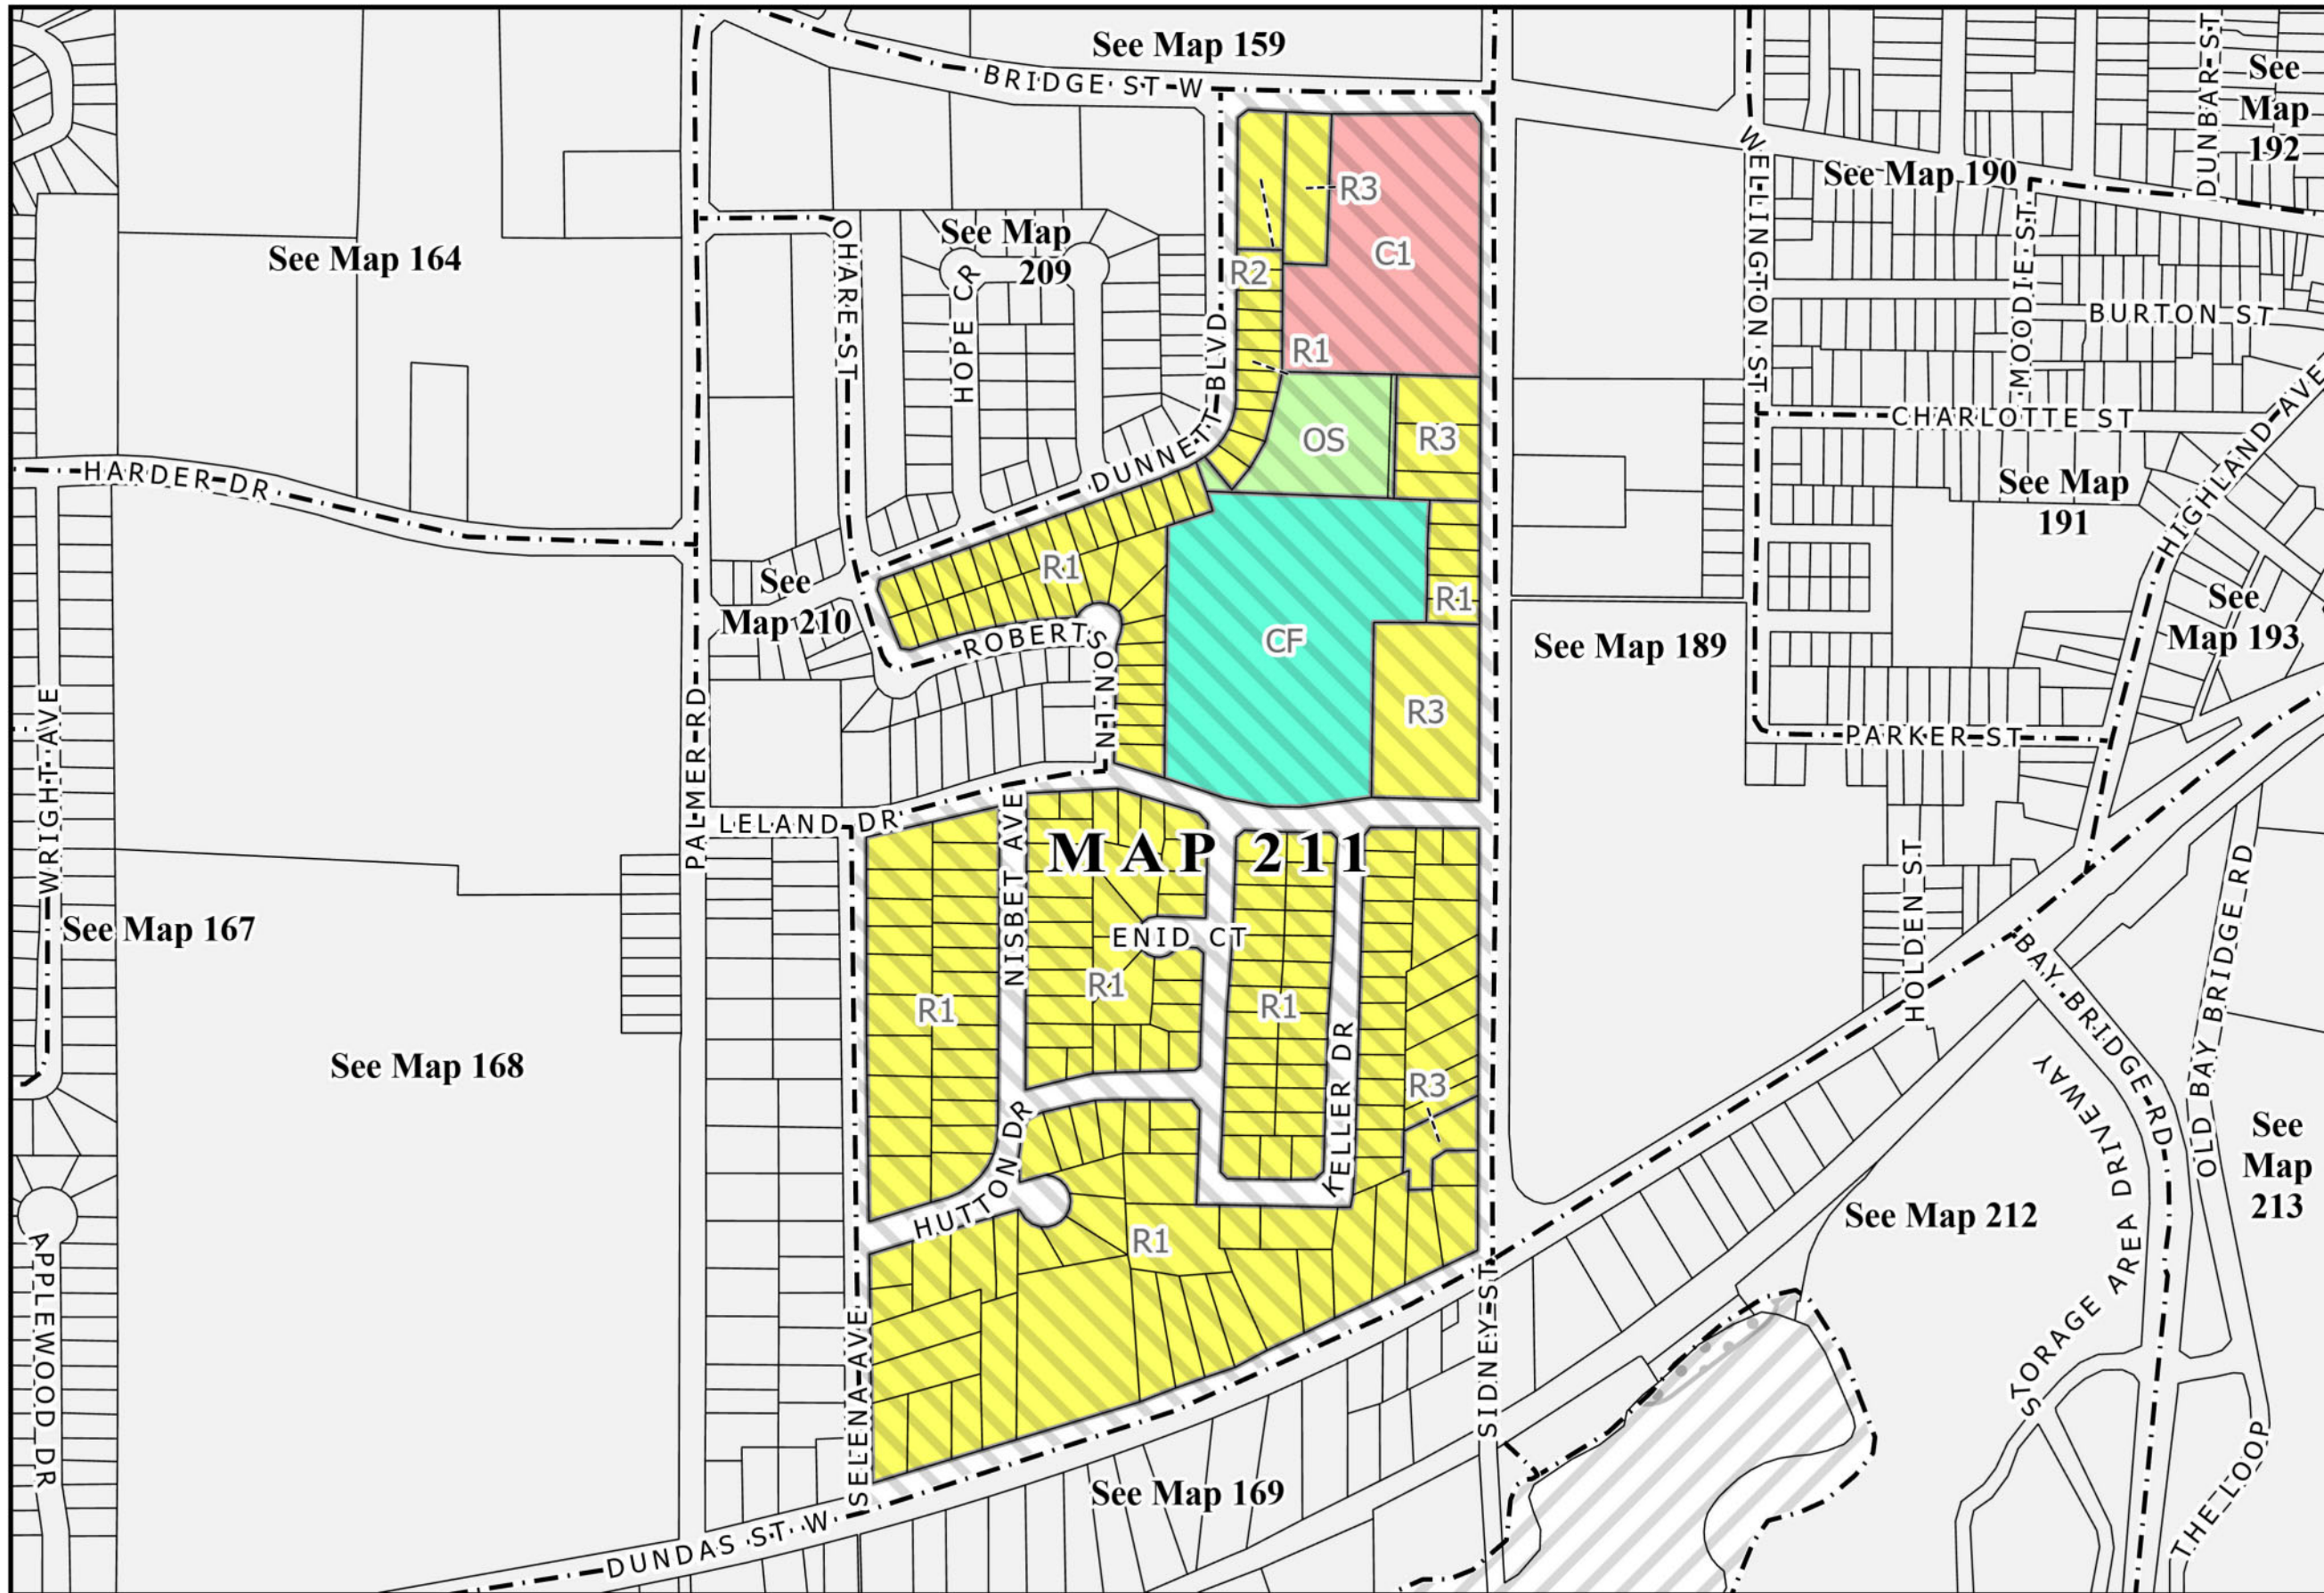 See Map 159
BRIDGE ST W
DUNBAR ST
See
Map
192
WELLINGTON ST
See Map 190
R3
MOODIE ST
See Map 164
OHARE ST
See Map
209
HOPE CR
R2
C1
BURTON ST
DUNNETT BLVD
R1
HARDER DR
OS
R3
CHARLOTTE ST
HIGHLAND AVE
See Map
191
See
Map 210
R1
ROBERTSON LN
CF
R1
See Map 189
See
Map 193
WRIGHT AVE
PALMER RD
R3
PARKER ST
LELAND DR
NISBET AVE
MAP 211
HOLDEN ST
OLD BAY BRIDGE RD
See Map 167
ENID CT
BAY BRIDGE RD
R1
R1
R1
See Map 168
KELLER DR
R3
STORAGE AREA DRIVEWAY
HUTTON DR
See Map 212
See
Map
213
APPLEWOOD DR
R1
SELENA AVE
SIDNEY ST
See Map 169
THE LOOP
DUNDAS ST W